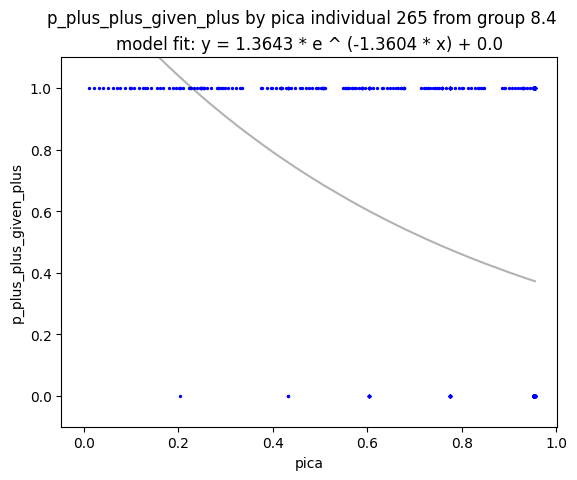 p_plus_plus_given_plus by pica individual 265 from group 8.4
model fit: y = 1.3643 * e ^ (-1.3604 * x) + 0.0
p_plus_plus_given_plus
1.0
0.8
0.6
0.4
0.2
0.0
0.0 0.2 0.4 0.6 0.8 1.0
pica